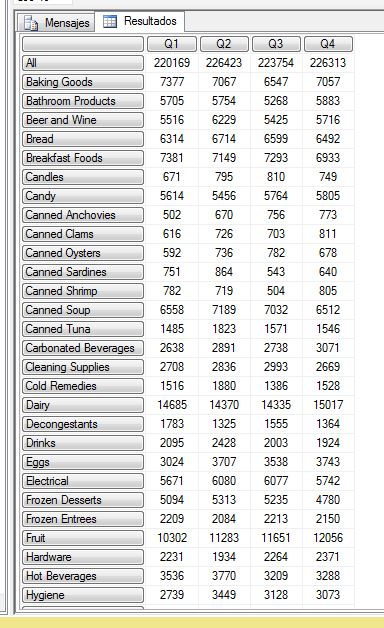 Mensajes Resultados
Q1 Q2 Q3 Q4
All 220169 226423 223754 226313
Baking Goods 7377 7067 6547 7057
Bathroom Products 5705 5754 5268 5883
Beer and Wine 5516 6229 5425 5716
Bread 6314 6714 6599 6492
Breakfast Foods 7381 7149 7293 6933
Candles 671 795 810 749
Candy 5614 5456 5764 5805
Canned Anchovies 502 670 756 773
Canned Clams 616 726 703 811
Canned Oysters 592 736 782 678
Canned Sardines 751 864 543 640
Canned Shrimp 782 719 504 805
Canned Soup 6558 7189 7032 6512
Canned Tuna 1485 1823 1571 1546
Carbonated Beverages 2638 2891 2738 3071
Cleaning Supplies 2708 2836 2993 2669
Cold Remedies 1516 1880 1386 1528
Dairy 14685 14370 14335 15017
Decongestants 1783 1325 1555 1364
Drinks 2095 2428 2003 1924
Eggs 3024 3707 3538 3743
Electrical 5671 6080 6077 5742
Frozen Desserts 5094 5313 5235 4780
Frozen Entrees 2209 2084 2213 2150
Fruit 10302 11283 11651 12056
Hardware 2231 1934 2264 2371
Hot Beverages 3536 3770 3209 3288
Hygiene 2739 3449 3128 3073